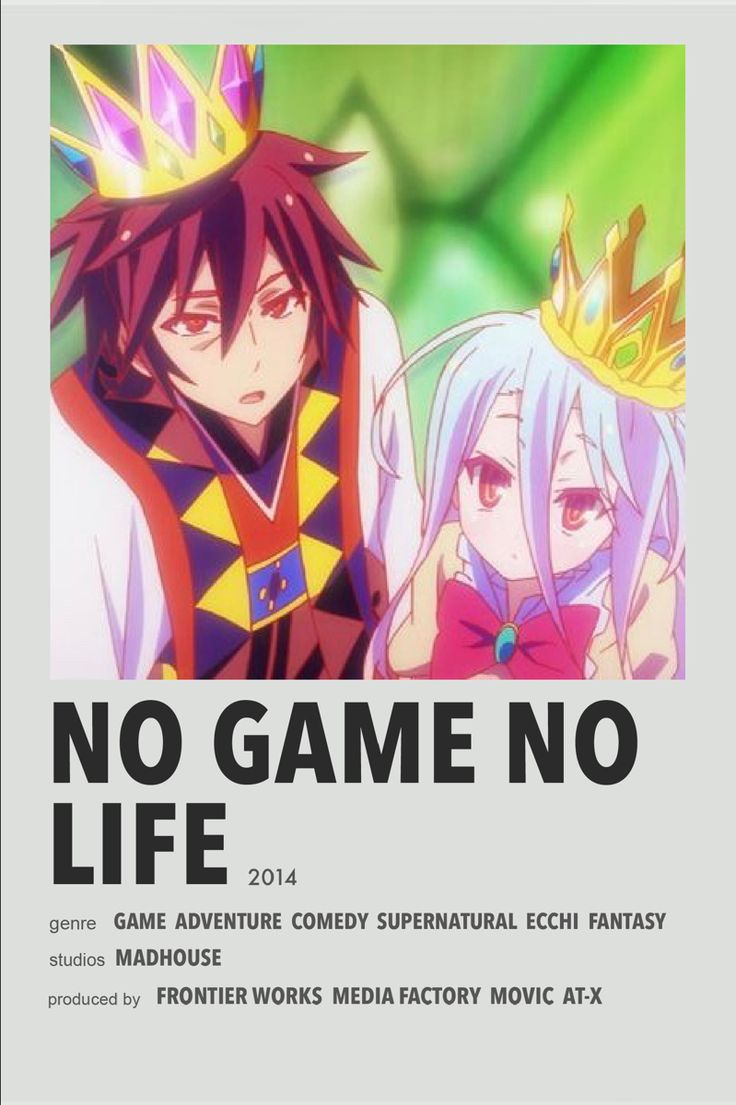 NO GAME NO
LIFE 2014
genre GAME ADVENTURE COMEDY SUPERNATURAL ECCHI FANTASY
studios MADHOUSE
produced by FRONTIER WORKS MEDIA FACTORY MOVIC AT-X